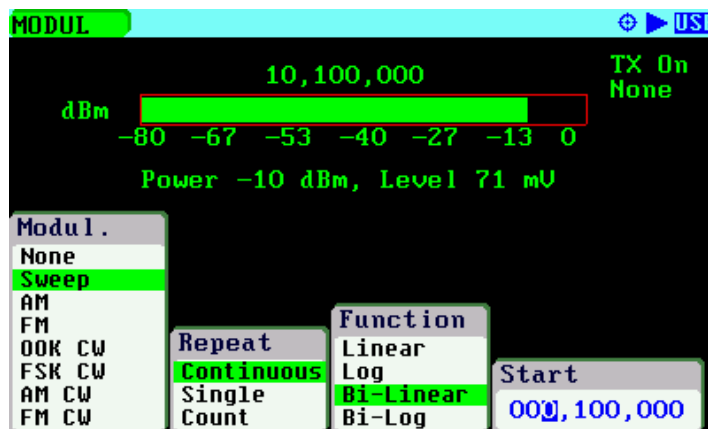 MODUL
USB
10,100,000
TX On
None
dBm
-80 -67 -53 -40 -27 -13 0
Power -10 dBm, Level 71 mV
Modul.
None
Sweep
AM
FM
OOK CW
FSK CW
AM CW
FM CW
Repeat
Continuous
Single
Count
Function
Linear
Log
Bi-Linear
Bi-Log
Start
000,100,000